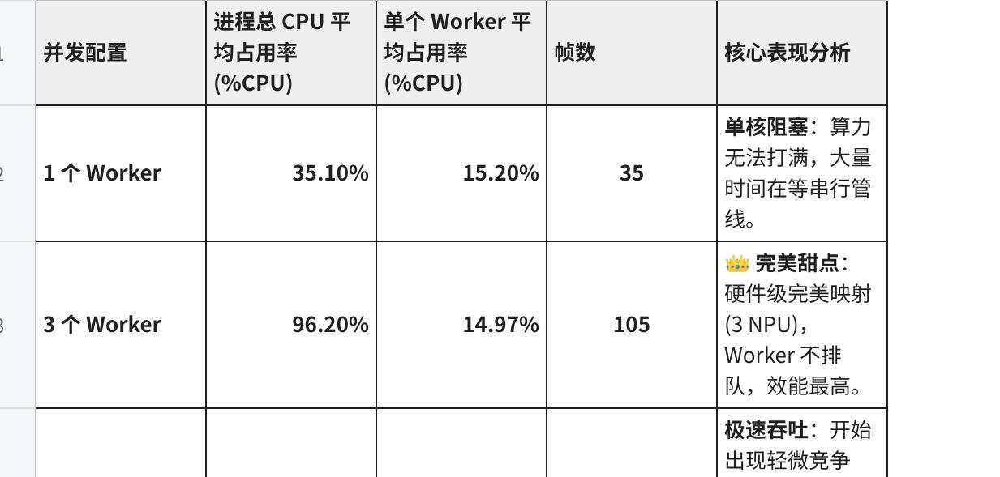 并发配置
进程总 CPU 平
均占用率
(%CPU)
单个 Worker 平
均占用率
(%CPU)
帧数
核心表现分析
2
1 个 Worker
35.10%
15.20%
35
单核阻塞：算力
无法打满，大量
时间在等串行管
线。
3 个 Worker
96.20%
14.97%
105
👑 完美甜点：
硬件级完美映射
(3 NPU)，
Worker 不排
队，效能最高。
极速吞吐：开始
出现轻微竞争